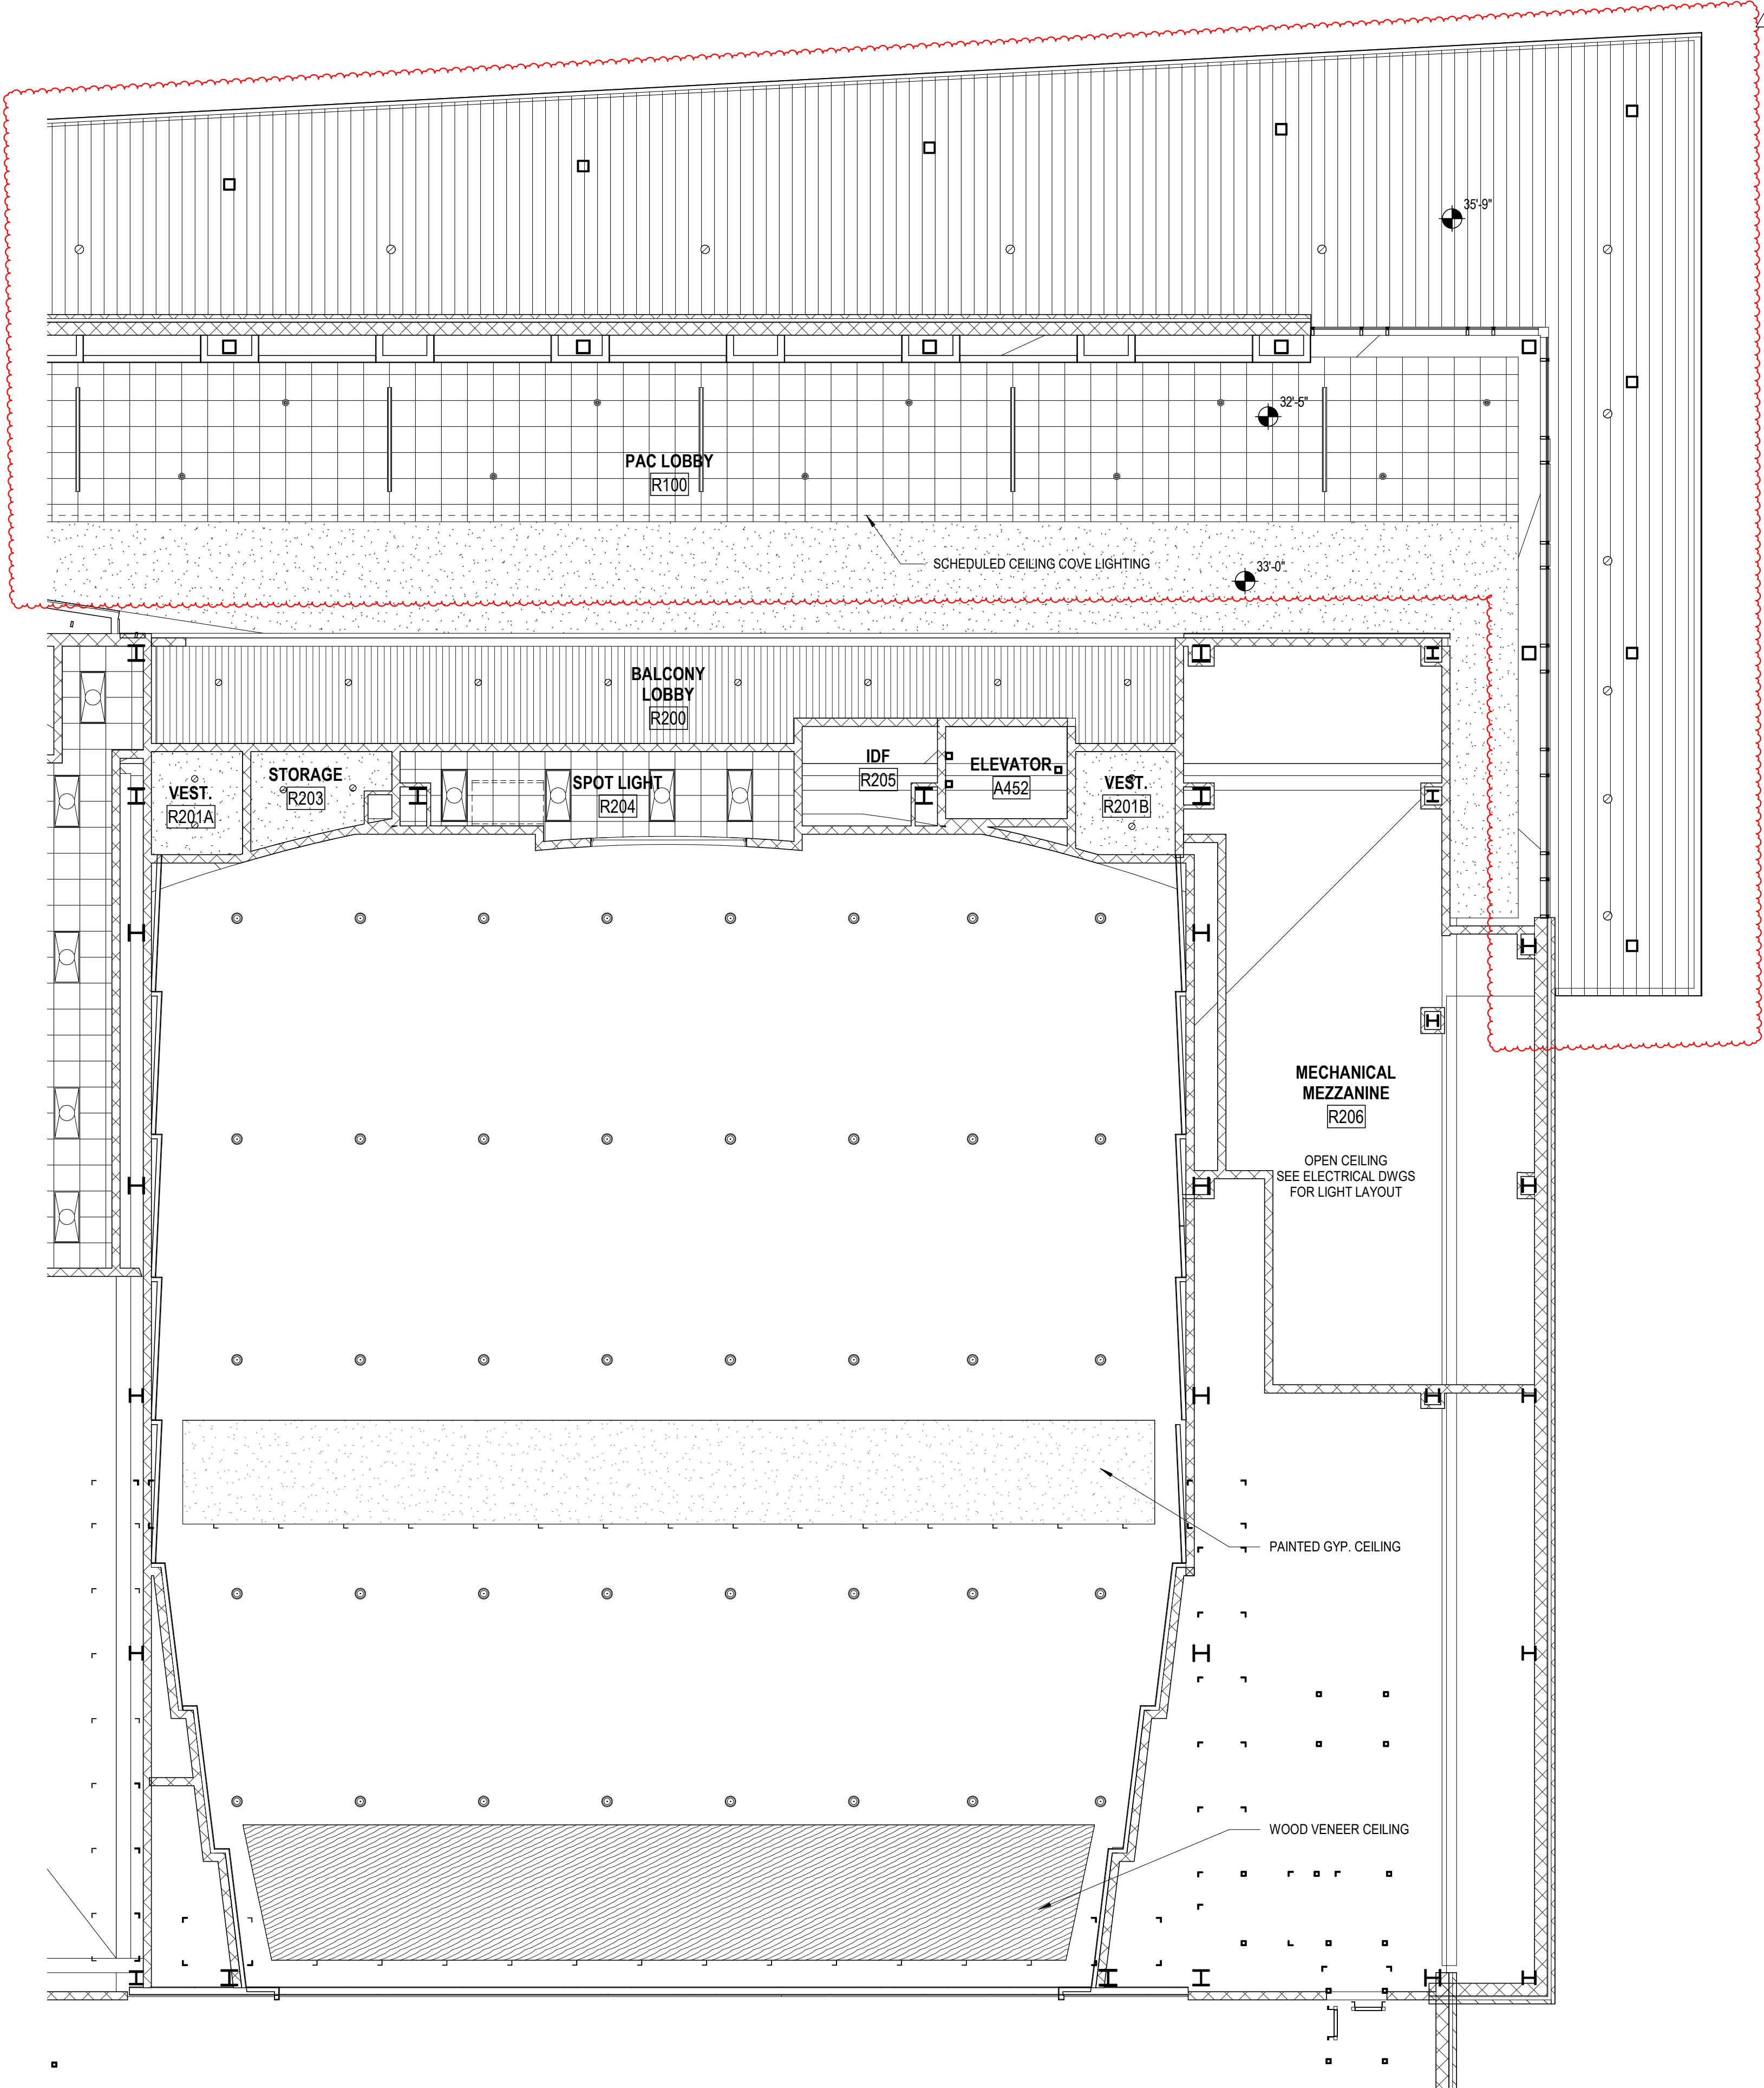 35'-9"
32'-5"
PAC LOBBY
R100
SCHEDULED CEILING COVE LIGHTING
33'-0"
BALCONY
LOBBY
R200
VEST.
R201A
STORAGE
R203
SPOT LIGHT
R204
IDF
R205
ELEVATOR
A452
VEST.
R201B
MECHANICAL
MEZZANINE
R206
OPEN CEILING
SEE ELECTRICAL DWGS
FOR LIGHT LAYOUT
PAINTED GYP. CEILING
WOOD VENEER CEILING